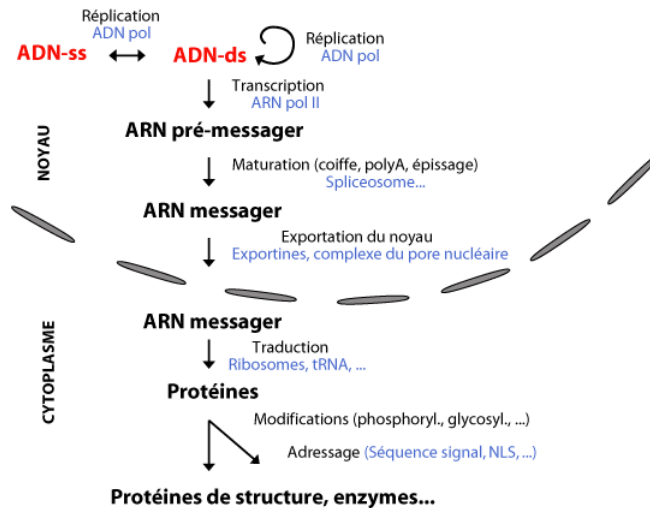 Réplication
ADN pol
ADN-ss
ADN-ds
Réplication
ADN pol
Transcription
ARN pol II
ARN pré-messager
Maturation (coiffe, polyA, épissage)
Spliceosome...
ARN messager
Exportation du noyau
Exportines, complexe du pore nucléaire
NOYAU
ARN messager
Traduction
Ribosomes, tRNA, ...
Protéines
Modifications (phosphoryl., glycosyl., ...)
Adressage (Séquence signal, NLS, ...)
Protéines de structure, enzymes...
CYTOPLASME